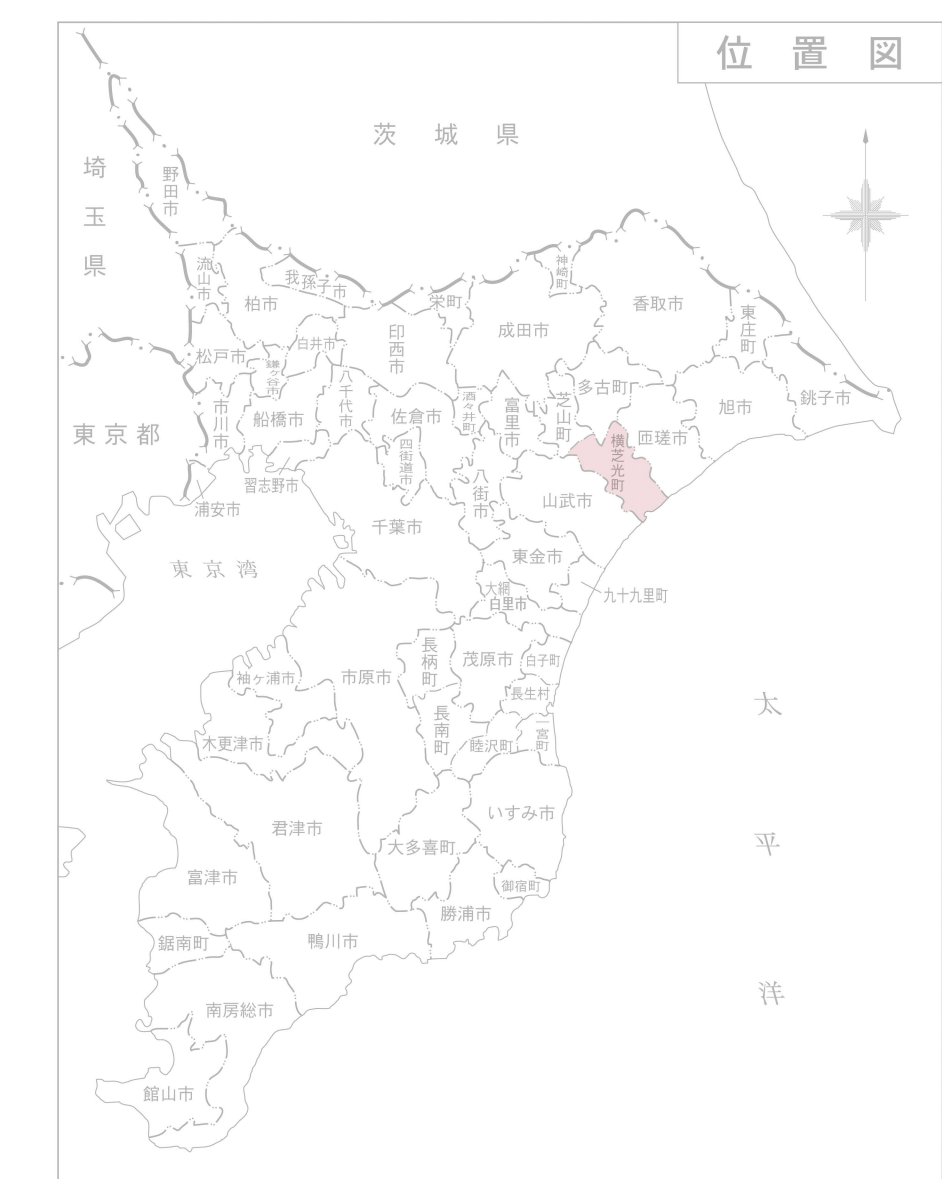 位置図
茨城県
埼玉県
野田市
流山市
柏市
我孫子市
栄町
神崎町
成田市
香取市
東庄町
印西市
白井市
松戸市
鎌ケ谷市
八千代市
市川市
船橋市
佐倉市
酒々井町
富里市
芝山町
多古町
旭市
銚子市
匝瑳市
横芝光町
東京都
四街道市
八街市
山武市
習志野市
浦安市
千葉市
東金市
東京湾
大網
白里市
九十九里町
長柄町
茂原市
白子町
袖ヶ浦市
市原市
長生村
長南町
一宮町
睦沢町
木更津市
太平洋
いすみ市
君津市
大多喜町
富津市
御宿町
勝浦市
鋸南町
鴨川市
南房総市
館山市